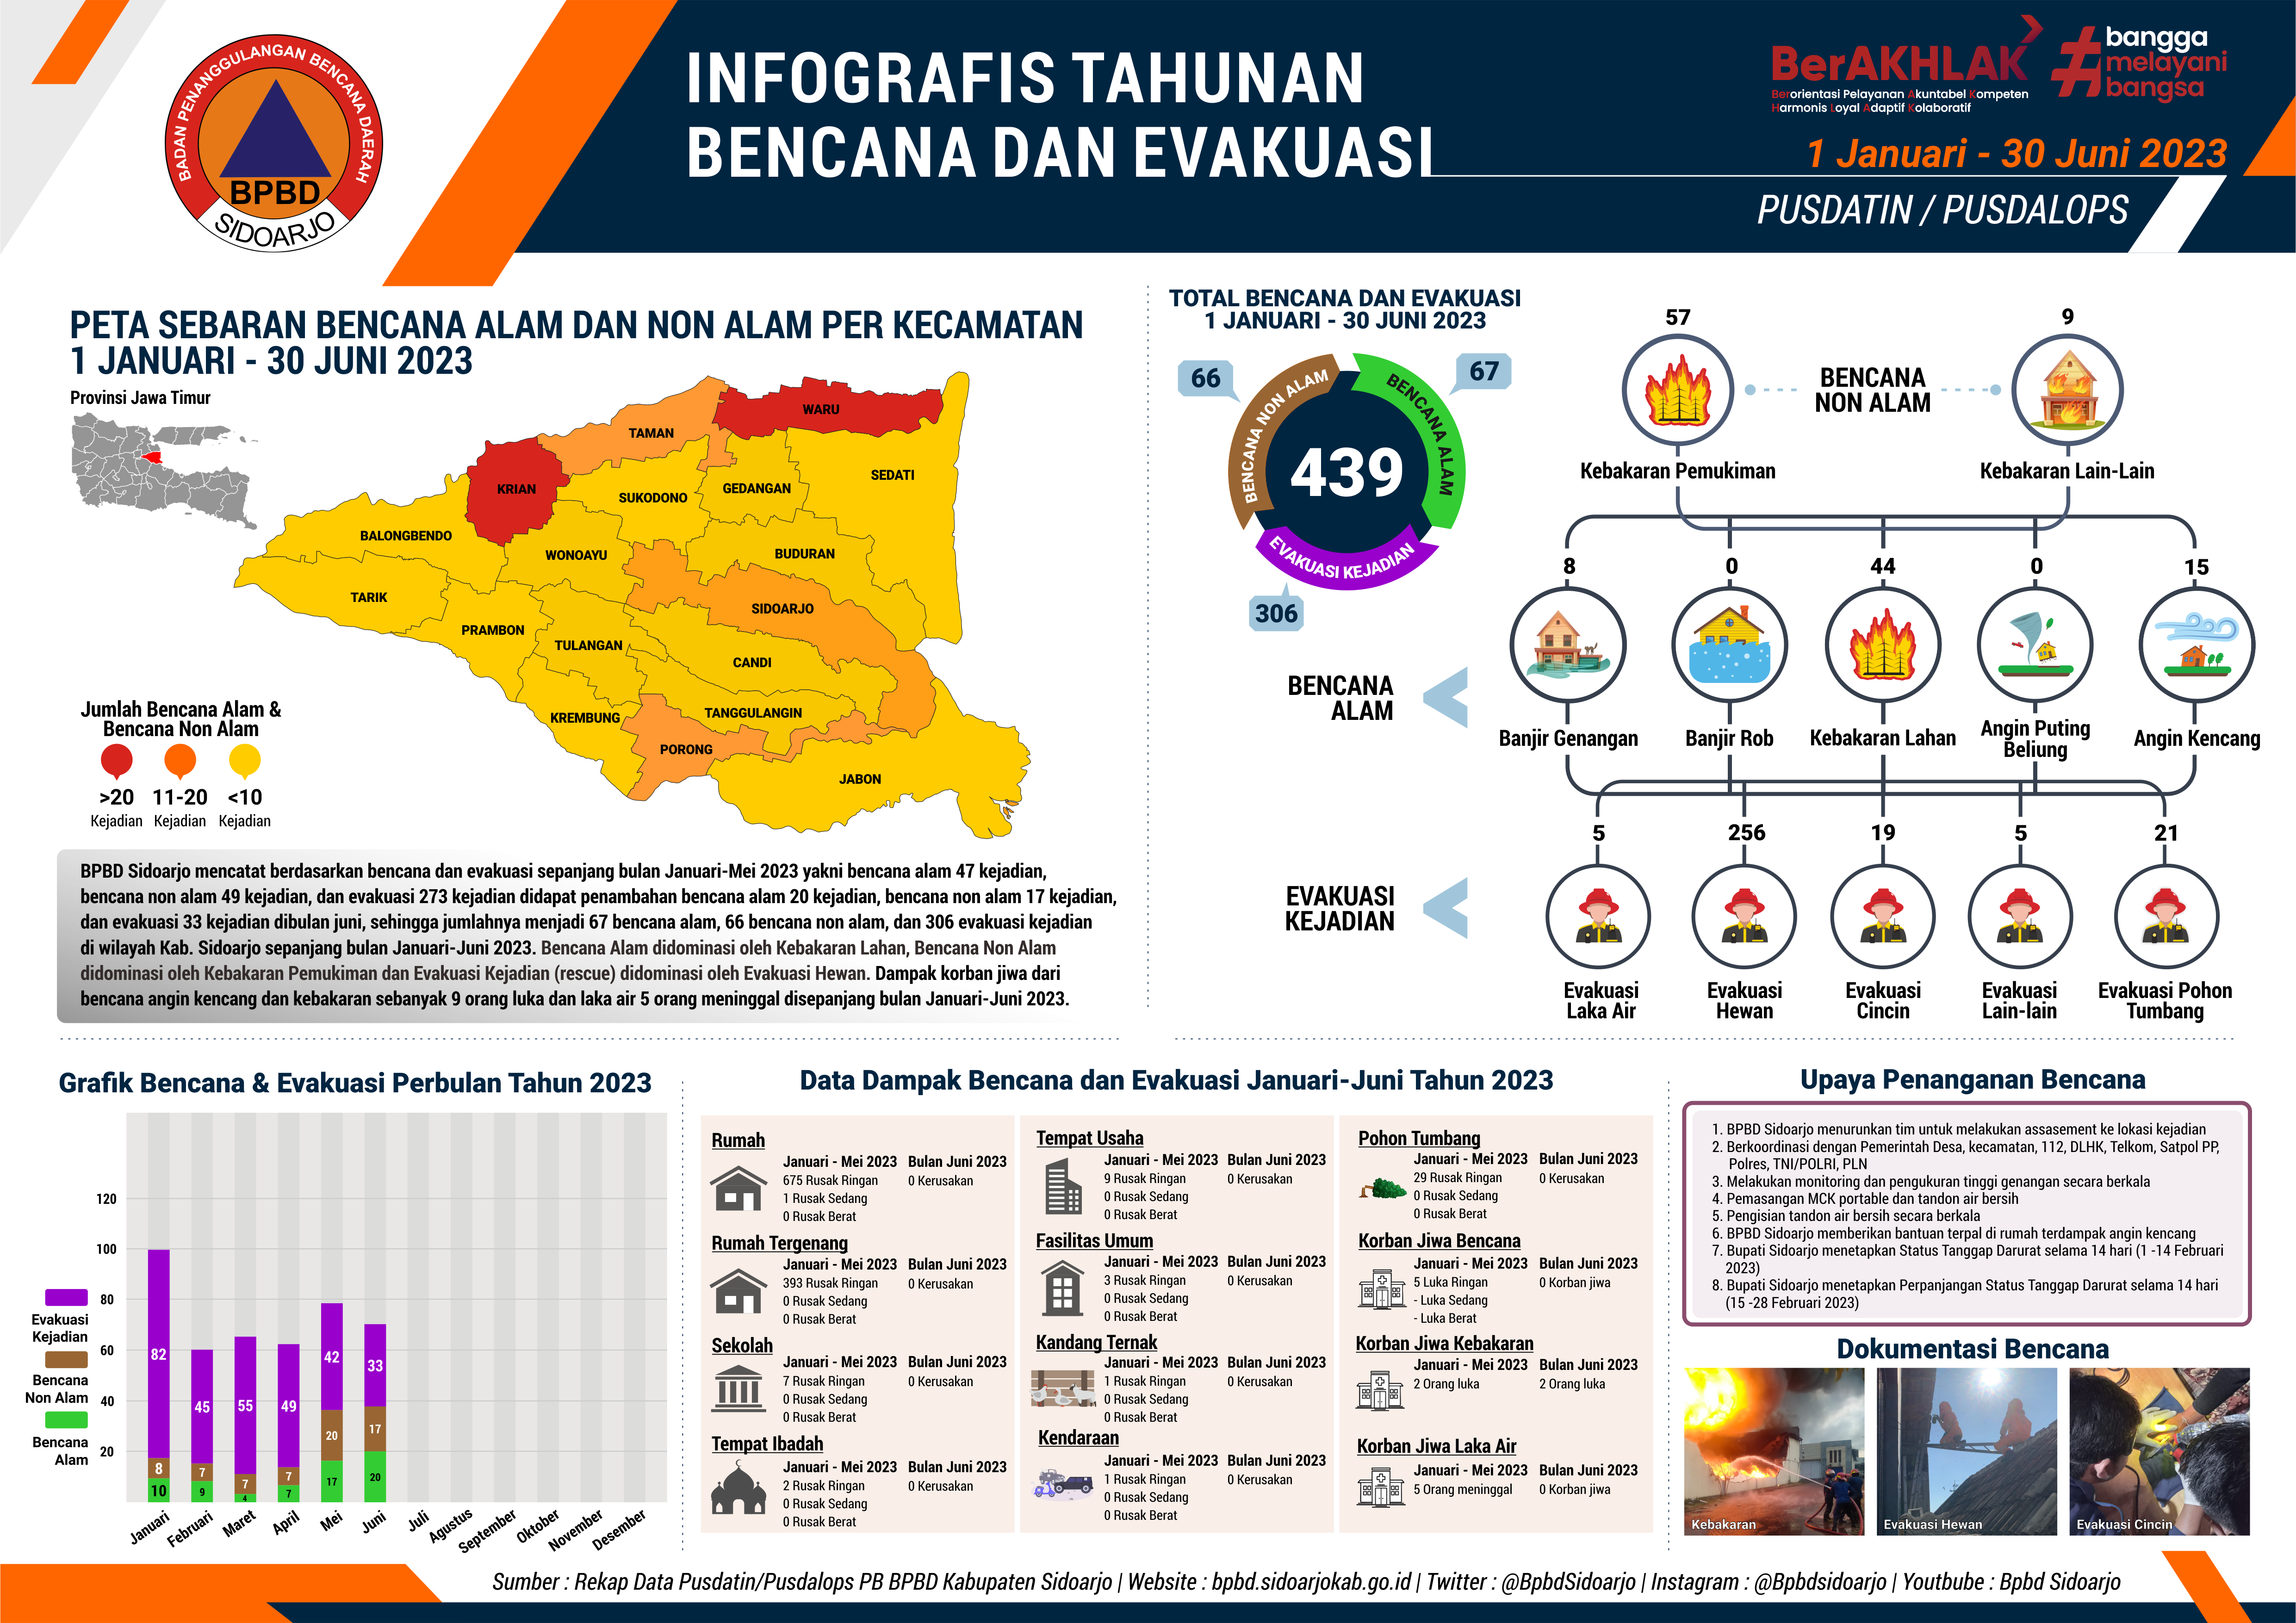 BADAN PENANGGULANGAN BENCANA DAERAH
BPBD
SIDOARJO
INFOGRAFIS TAHUNAN
BENCANA DAN EVAKUASI
BerAKHLAK
Berorientasi Pelayanan Akuntabel Kompeten
Harmonis Loyal Adaptif Kolaboratif
# bangga
melayani
bangsa
1 Januari - 30 Juni 2023
PUSDATIN / PUSDALOPS
PETA SEBARAN BENCANA ALAM DAN NON ALAM PER KECAMATAN
1 JANUARI - 30 JUNI 2023
Provinsi Jawa Timur
WARU
TAMAN
KRIAN
SUKODONO
GEDANGAN
SEDATI
BALONGBENDO
WONOAYU
BUDURAN
TARIK
SIDOARJO
PRAMBON
TULANGAN
CANDI
KREMBUNG
TANGGULANGIN
PORONG
JABON
Jumlah Bencana Alam &
Bencana Non Alam
>20 11-20 <10
Kejadian Kejadian Kejadian
BPBD Sidoarjo mencatat berdasarkan bencana dan evakuasi sepanjang bulan Januari-Mei 2023 yakni bencana alam 47 kejadian,
bencana non alam 49 kejadian, dan evakuasi 273 kejadian didapat penambahan bencana alam 20 kejadian, bencana non alam 17 kejadian,
dan evakuasi 33 kejadian dibulan juni, sehingga jumlahnya menjadi 67 bencana alam, 66 bencana non alam, dan 306 evakuasi kejadian
di wilayah Kab. Sidoarjo sepanjang bulan Januari-Juni 2023. Bencana Alam didominasi oleh Kebakaran Lahan, Bencana Non Alam
didominasi oleh Kebakaran Pemukiman dan Evakuasi Kejadian (rescue) didominasi oleh Evakuasi Hewan. Dampak korban jiwa dari
bencana angin kencang dan kebakaran sebanyak 9 orang luka dan laka air 5 orang meninggal disepanjang bulan Januari-Juni 2023.
TOTAL BENCANA DAN EVAKUASI
1 JANUARI - 30 JUNI 2023
66
67
BENCANA NON ALAM
BENCANA ALAM
439
EVAKUASI KEJADIAN
306
57
9
BENCANA
NON ALAM
Kebakaran Pemukiman
Kebakaran Lain-Lain
8 0 44 0 15
BENCANA
ALAM
Banjir Genangan
Banjir Rob
Kebakaran Lahan
Angin Puting
Beliung
Angin Kencang
5 256 19 5 21
EVAKUASI
KEJADIAN
Evakuasi
Laka Air
Evakuasi
Hewan
Evakuasi
Cincin
Evakuasi
Lain-lain
Evakuasi Pohon
Tumbang
Grafik Bencana & Evakuasi Perbulan Tahun 2023
120
100
80
60
40
20
Evakuasi
Kejadian
Bencana
Non Alam
Bencana
Alam
82
8
10
45
7
9
55
7
4
49
7
7
42
20
17
33
17
20
Januari
Februari
Maret
April
Mei
Juni
Juli
Agustus
September
Oktober
November
Desember
Data Dampak Bencana dan Evakuasi Januari-Juni Tahun 2023
Rumah
Januari - Mei 2023 Bulan Juni 2023
675 Rusak Ringan 0 Kerusakan
1 Rusak Sedang
0 Rusak Berat
Rumah Tergenang
Januari - Mei 2023 Bulan Juni 2023
393 Rusak Ringan 0 Kerusakan
0 Rusak Sedang
0 Rusak Berat
Sekolah
Januari - Mei 2023 Bulan Juni 2023
7 Rusak Ringan 0 Kerusakan
0 Rusak Sedang
0 Rusak Berat
Tempat Ibadah
Januari - Mei 2023 Bulan Juni 2023
2 Rusak Ringan 0 Kerusakan
0 Rusak Sedang
0 Rusak Berat
Tempat Usaha
Januari - Mei 2023 Bulan Juni 2023
9 Rusak Ringan 0 Kerusakan
0 Rusak Sedang
0 Rusak Berat
Fasilitas Umum
Januari - Mei 2023 Bulan Juni 2023
3 Rusak Ringan 0 Kerusakan
0 Rusak Sedang
0 Rusak Berat
Kandang Ternak
Januari - Mei 2023 Bulan Juni 2023
1 Rusak Ringan 0 Kerusakan
0 Rusak Sedang
0 Rusak Berat
Kendaraan
Januari - Mei 2023 Bulan Juni 2023
1 Rusak Ringan 0 Kerusakan
0 Rusak Sedang
0 Rusak Berat
Pohon Tumbang
Januari - Mei 2023 Bulan Juni 2023
29 Rusak Ringan 0 Kerusakan
0 Rusak Sedang
0 Rusak Berat
Korban Jiwa Bencana
Januari - Mei 2023 Bulan Juni 2023
5 Luka Ringan 0 Korban jiwa
- Luka Sedang
- Luka Berat
Korban Jiwa Kebakaran
Januari - Mei 2023 Bulan Juni 2023
2 Orang luka 2 Orang luka
Korban Jiwa Laka Air
Januari - Mei 2023 Bulan Juni 2023
5 Orang meninggal 0 Korban jiwa
Upaya Penanganan Bencana
1. BPBD Sidoarjo menurunkan tim untuk melakukan assasement ke lokasi kejadian
2. Berkoordinasi dengan Pemerintah Desa, kecamatan, 112, DLHK, Telkom, Satpol PP,
Polres, TNI/POLRI, PLN
3. Melakukan monitoring dan pengukuran tinggi genangan secara berkala
4. Pemasangan MCK portable dan tandon air bersih
5. Pengisian tandon air bersih secara berkala
6. BPBD Sidoarjo memberikan bantuan terpal di rumah terdampak angin kencang
7. Bupati Sidoarjo menetapkan Status Tanggap Darurat selama 14 hari (1 -14 Februari
2023)
8. Bupati Sidoarjo menetapkan Perpanjangan Status Tanggap Darurat selama 14 hari
(15 -28 Februari 2023)
Dokumentasi Bencana
Kebakaran
Evakuasi Hewan
Evakuasi Cincin
Sumber : Rekap Data Pusdatin/Pusdalops PB BPBD Kabupaten Sidoarjo | Website : bpbd.sidoarjokab.go.id | Twitter : @BpbdSidoarjo | Instagram : @Bpbdsidoarjo | Youtbube : Bpbd Sidoarjo